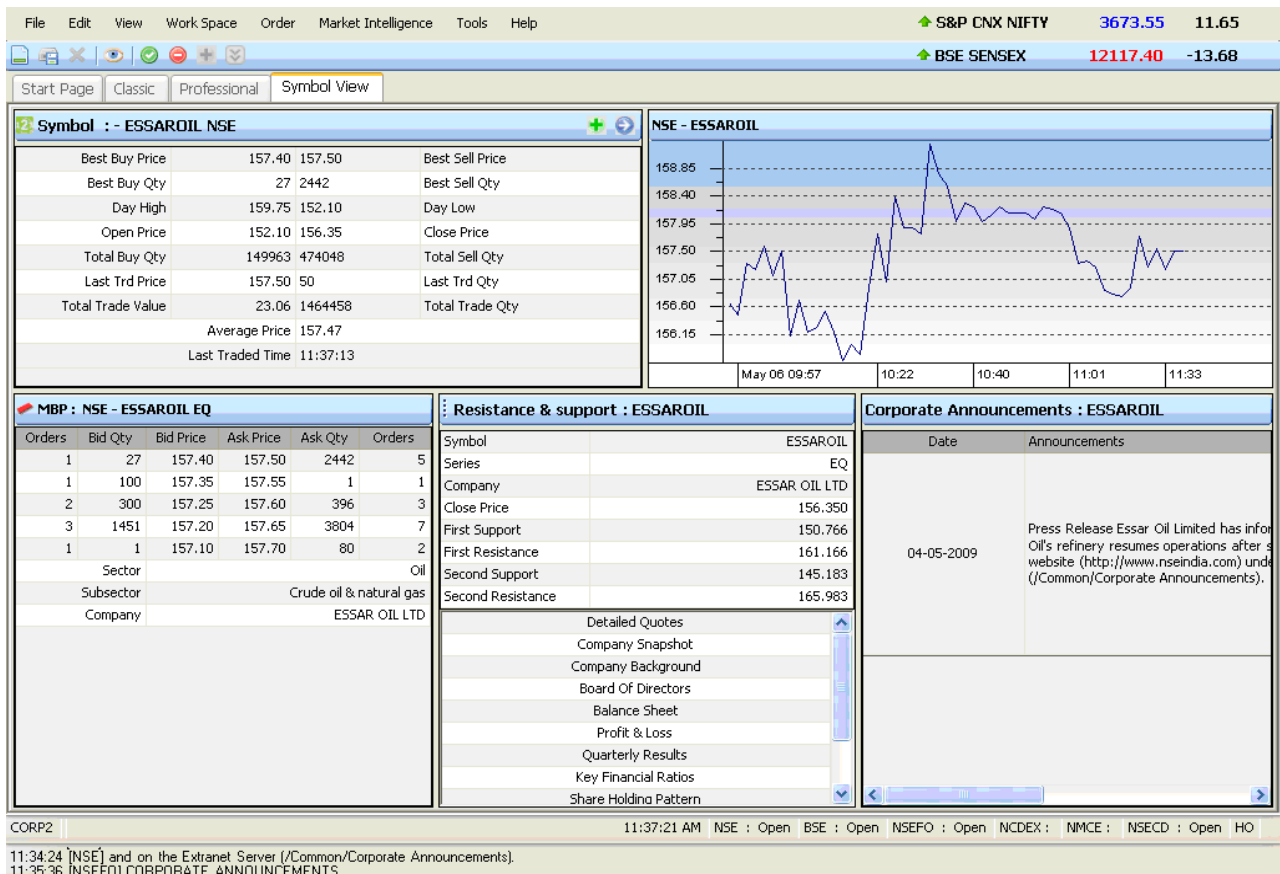 File Edit View Work Space Order Market Intelligence Tools Help
S&P CNX NIFTY 3673.55 11.65
BSE SENSEX 12117.40 -13.68
Start Page Classic Professional Symbol View
Symbol : - ESSAROIL NSE
Best Buy Price 157.40 157.50 Best Sell Price
Best Buy Qty 27 2442 Best Sell Qty
Day High 159.75 152.10 Day Low
Open Price 152.10 156.35 Close Price
Total Buy Qty 149963 474048 Total Sell Qty
Last Trd Price 157.50 50 Last Trd Qty
Total Trade Value 23.06 1464458 Total Trade Qty
Average Price 157.47
Last Traded Time 11:37:13
NSE - ESSAROIL
158.85
158.40
157.95
157.50
157.05
156.60
156.15
May 06 09:57 10:22 10:40 11:01 11:33
MBP : NSE - ESSAROIL EQ
Orders Bid Qty Bid Price Ask Price Ask Qty Orders
1 27 157.40 157.50 2442 5
1 100 157.35 157.55 1 1
2 300 157.25 157.60 396 3
3 1451 157.20 157.65 3804 7
1 1 157.10 157.70 80 2
Sector Oil
Subsector Crude oil & natural gas
Company ESSAR OIL LTD
Resistance & support : ESSAROIL
Symbol ESSAROIL
Series EQ
Company ESSAR OIL LTD
Close Price 156.350
First Support 150.766
First Resistance 161.166
Second Support 145.183
Second Resistance 165.983
Detailed Quotes
Company Snapshot
Company Background
Board Of Directors
Balance Sheet
Profit & Loss
Quarterly Results
Key Financial Ratios
Share Holding Pattern
Corporate Announcements : ESSAROIL
Date Announcements
04-05-2009
Press Release Essar Oil Limited has infor
Oil's refinery resumes operations after s
website (http://www.nseindia.com) unde
(/Common/Corporate Announcements).
CORP2 11:37:21 AM NSE : Open BSE : Open NSEFO : Open NCDEX : NMCE : NSECD : Open HO
11:34:24 [NSE] and on the Extranet Server (/Common/Corporate Announcements).
11:35:36 [NSEFO] CORPORATE ANNOUNCEMENTS